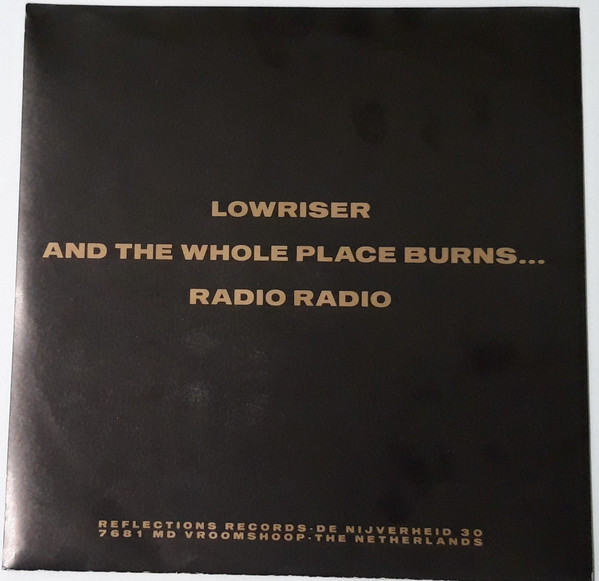 LOWRISER
AND THE WHOLE PLACE BURNS...
RADIO RADIO
REFLECTIONS RECORDS·DE NIJVERHEID 30
7681 MD VROOMSHOOP·THE NETHERLANDS